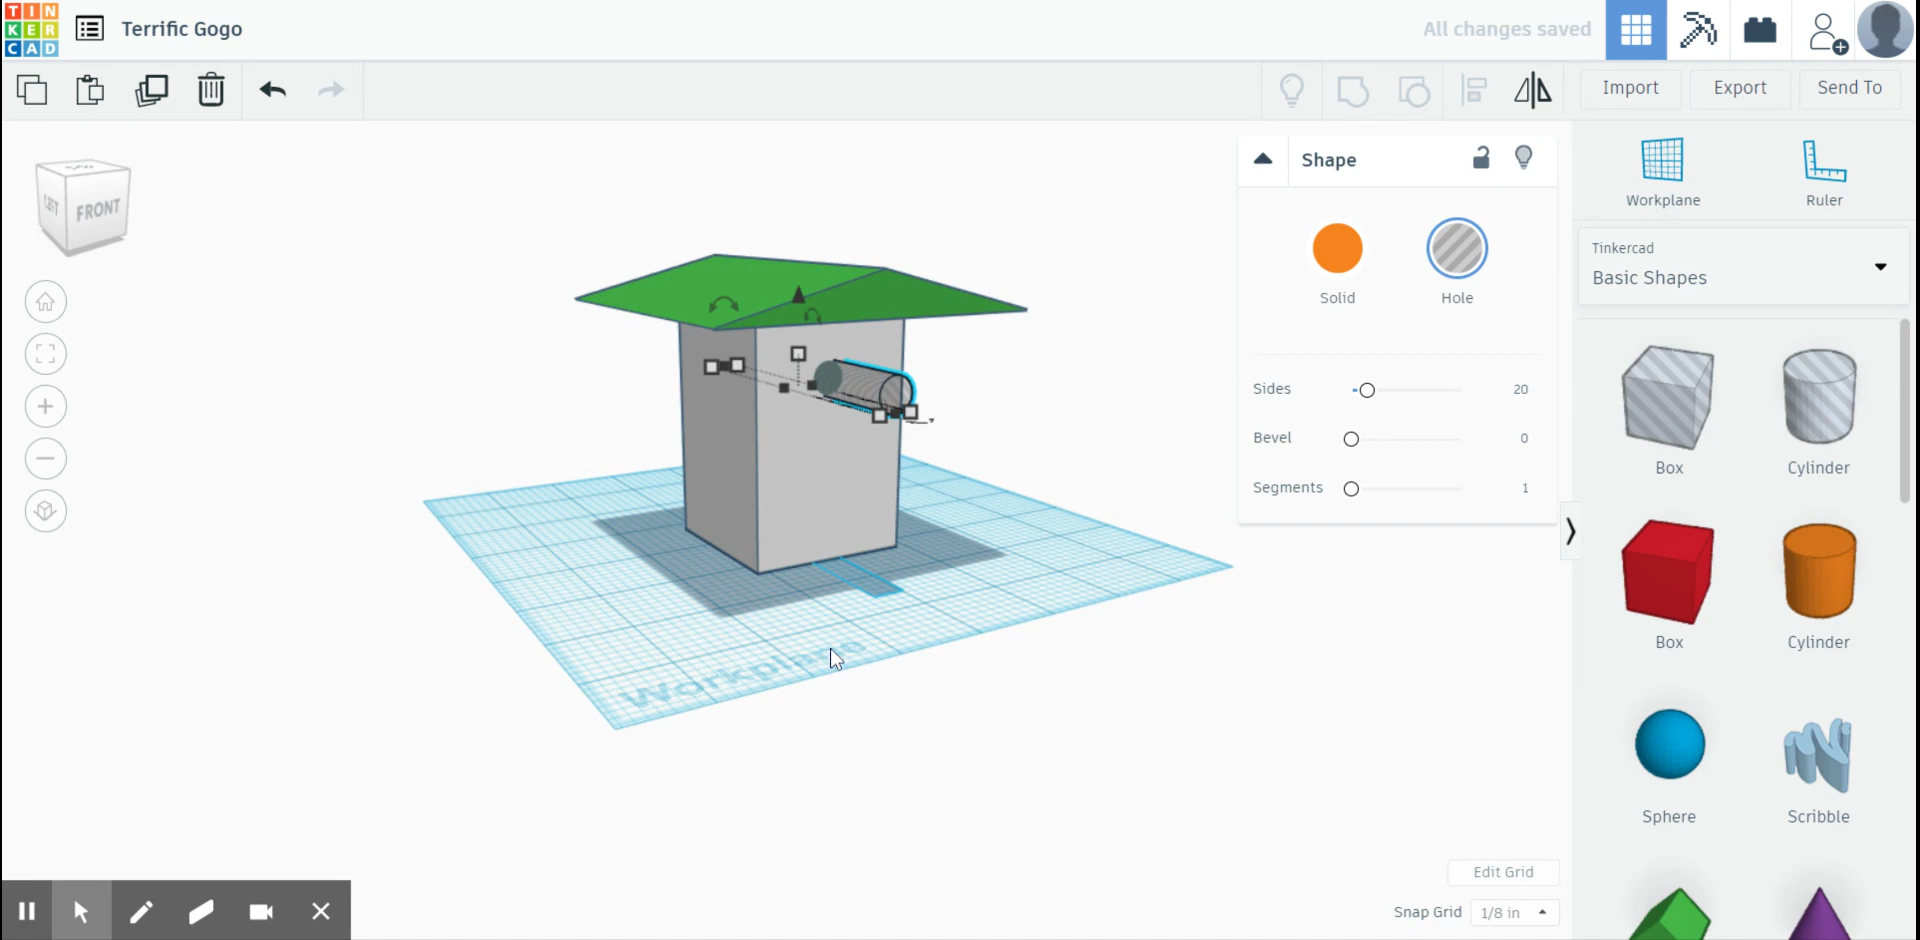 TIN
KER
CAD
Terrific Gogo
All changes saved
Import
Export
Send To
LEFT
FRONT
Shape
Solid
Hole
Sides
20
Bevel
0
Segments
1
Workplane
Ruler
Tinkercad
Basic Shapes
Box
Cylinder
Box
Cylinder
Sphere
Scribble
Workplane
Edit Grid
Snap Grid
1/8 in